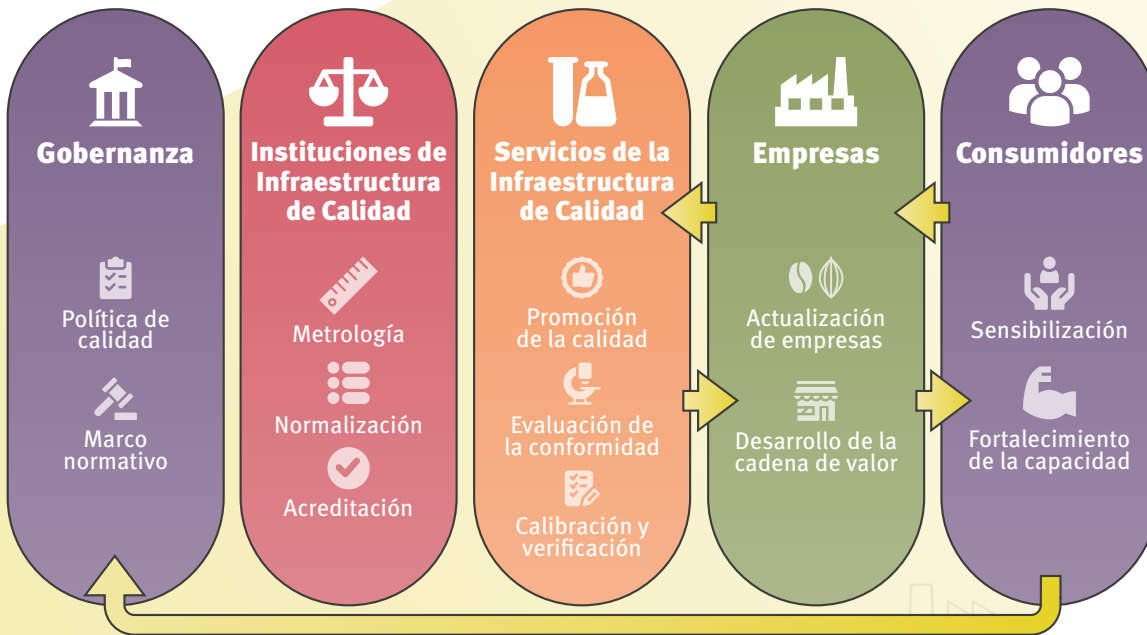 Gobernanza
Política de
calidad
Marco
normativo
Instituciones de
Infraestructura
de Calidad
Metrología
Normalización
Acreditación
Servicios de la
Infraestructura
de Calidad
Promoción
de la calidad
Evaluación de
la conformidad
Calibración y
verificación
Empresas
Actualización
de empresas
Desarrollo de la
cadena de valor
Consumidores
Sensibilización
Fortalecimiento
de la capacidad